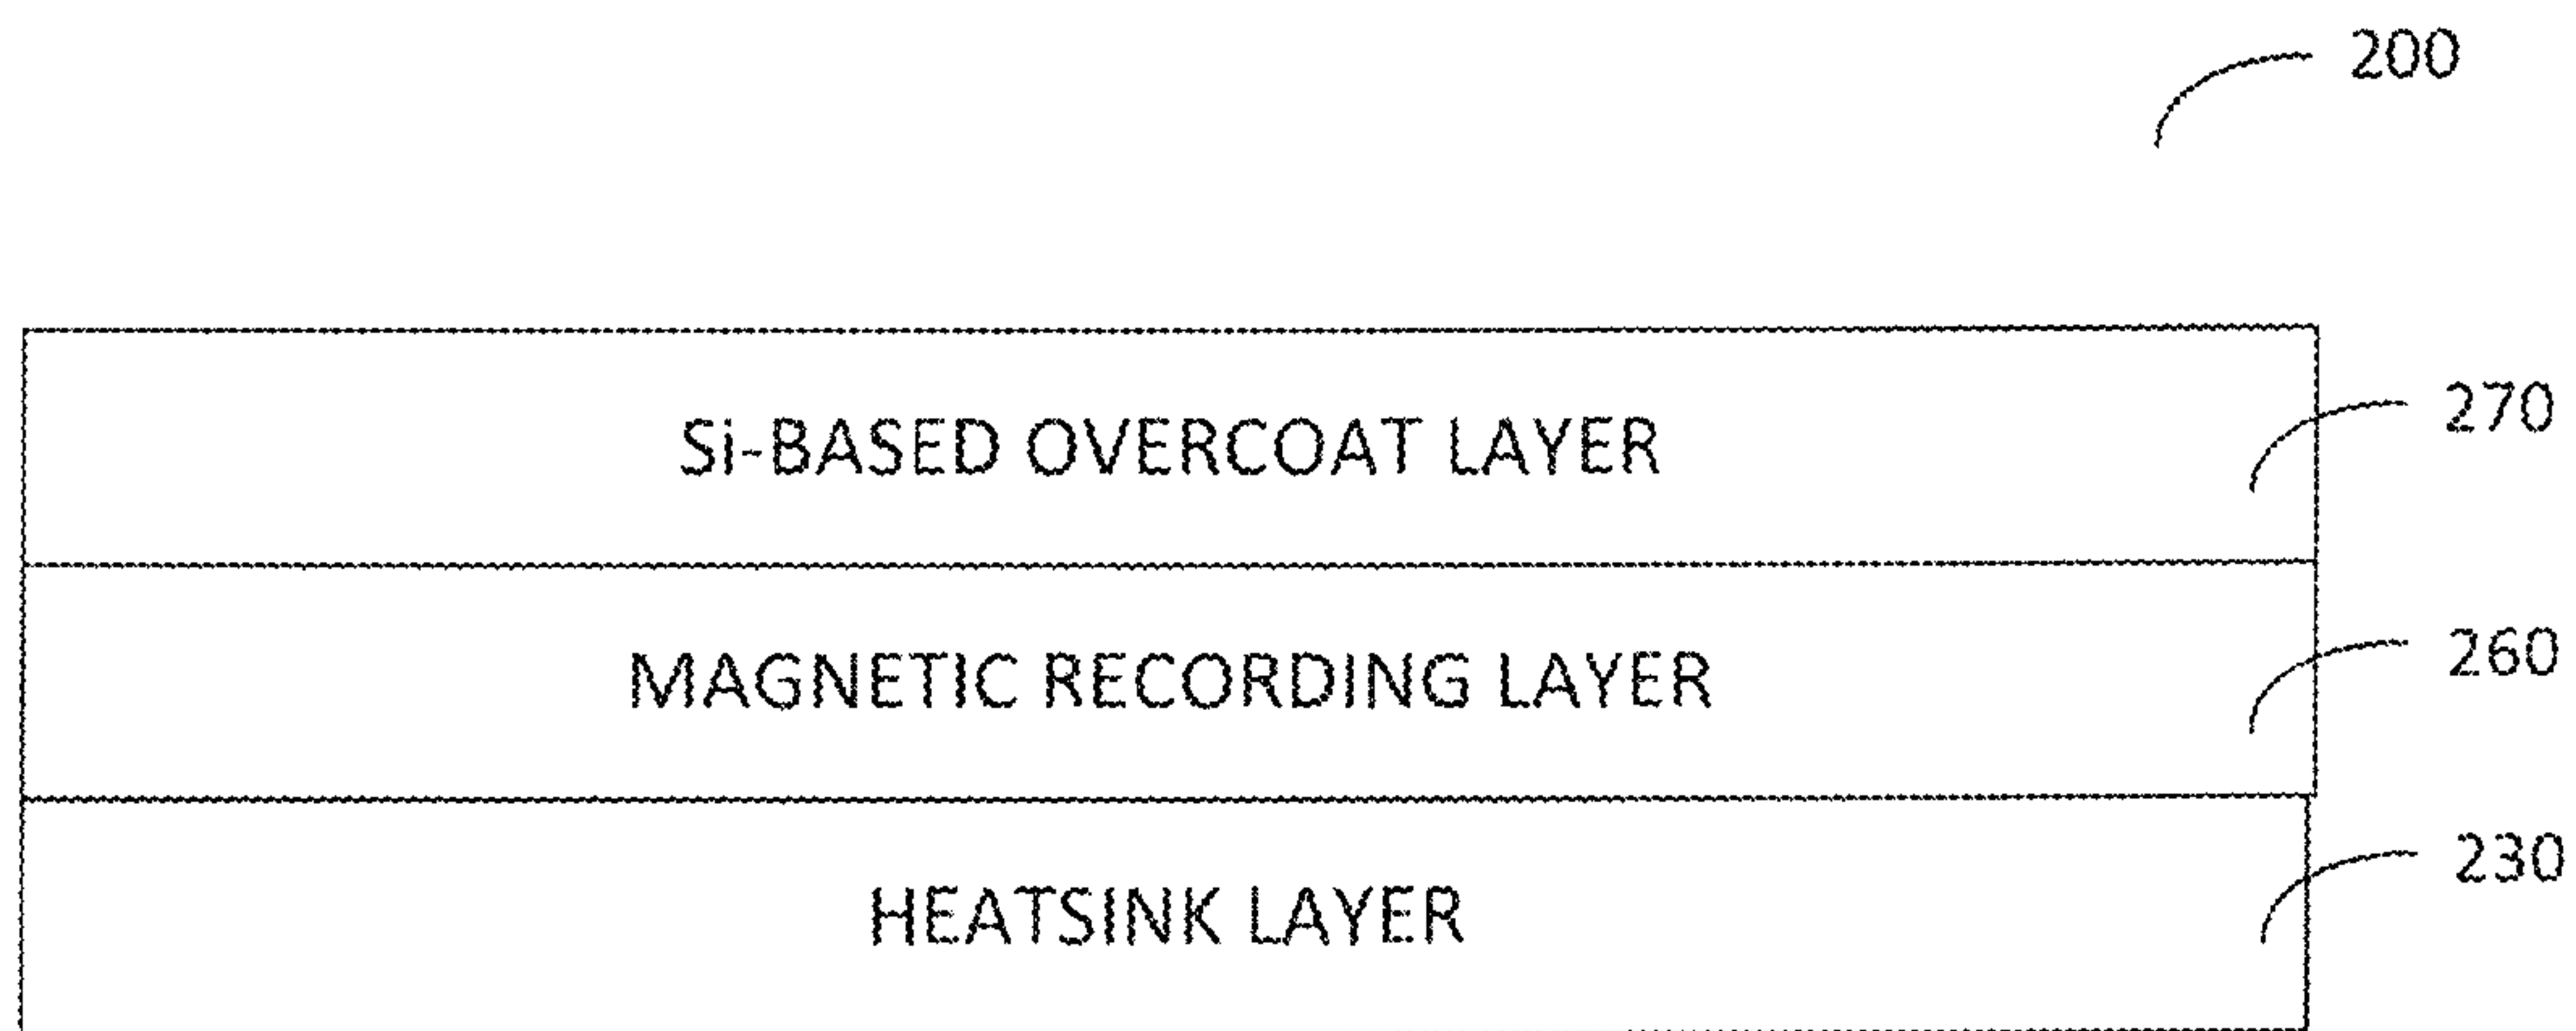 200
Si-BASED OVERCOAT LAYER
270
MAGNETIC RECORDING LAYER
260
HEATSINK LAYER
230